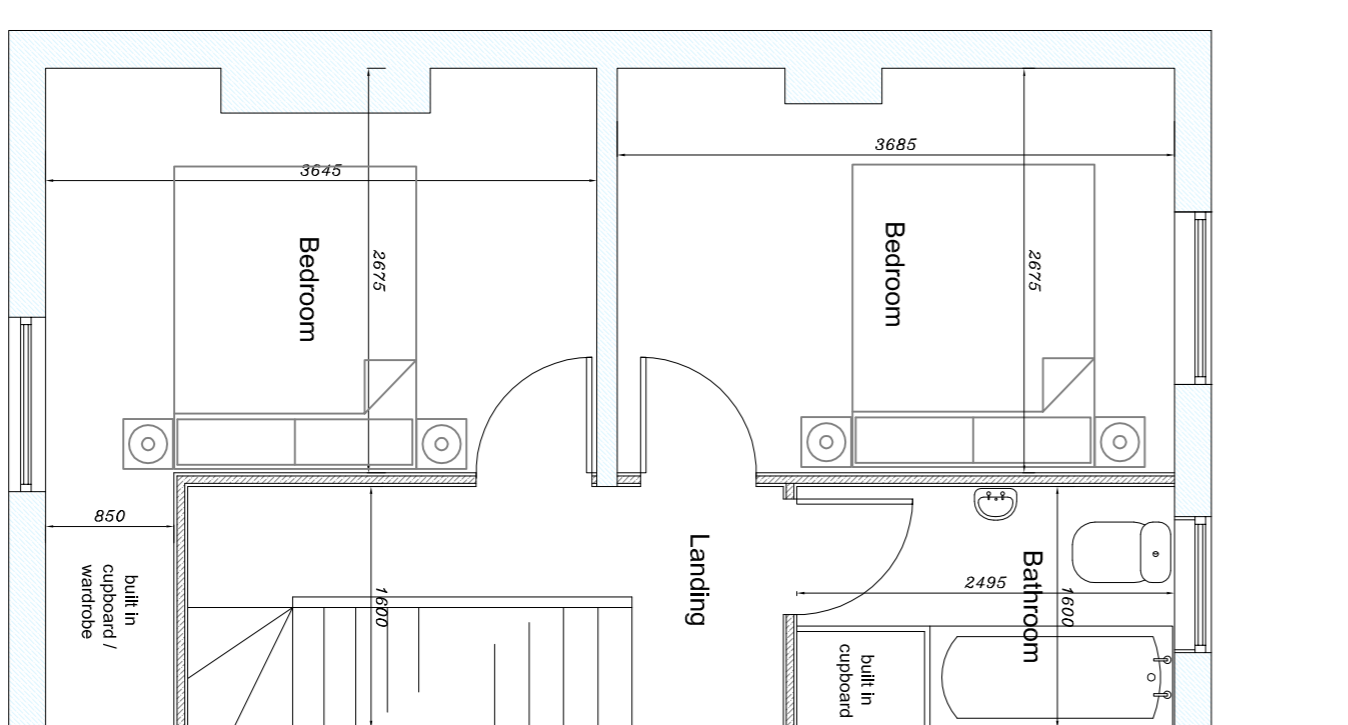 3685
3645
Bedroom
2675
Bedroom
2675
850
built in
cupboard /
wardrobe
1600
Landing
2495
Bathroom
1600
built in
cupboard